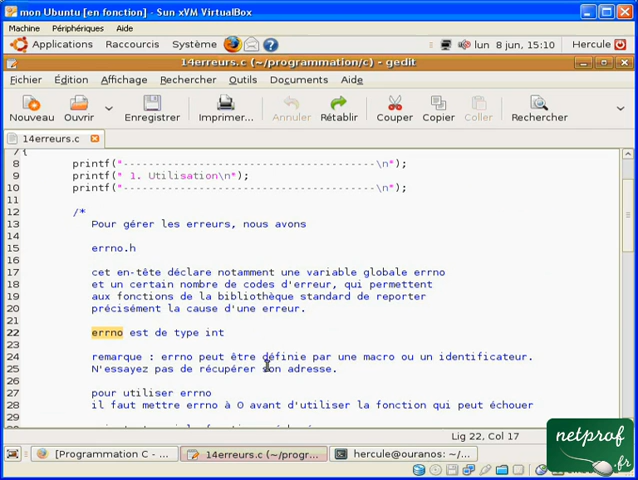 mon Ubuntu [en fonction] - Sun xVM VirtualBox
Machine Périphériques Aide
Applications Raccourcis Système lun 8 jun, 15:10 Hercule
14erreurs.c (~/programmation/c) - gedit
Fichier Édition Affichage Rechercher Outils Documents Aide
Nouveau Ouvrir Enregistrer Imprimer... Annuler Rétablir Couper Copier Coller Rechercher
14erreurs.c
7 {
8 printf("---------------------------------------\n");
9 printf(" 1. Utilisation\n");
10 printf("---------------------------------------\n");
11
12 /*
13 Pour gérer les erreurs, nous avons
14
15 errno.h
16
17 cet en-tête déclare notamment une variable globale errno
18 et un certain nombre de codes d'erreur, qui permettent
19 aux fonctions de la bibliothèque standard de reporter
20 précisément la cause d'une erreur.
21
22 errno est de type int
23
24 remarque : errno peut être définie par une macro ou un identificateur.
25 N'essayez pas de récupérer son adresse.
26
27 pour utiliser errno
28 il faut mettre errno à 0 avant d'utiliser la fonction qui peut échouer
Lig 22, Col 17
[Programmation C - ... 14erreurs.c (~/progr... hercule@ouranos: ~/...
netprof
.fr